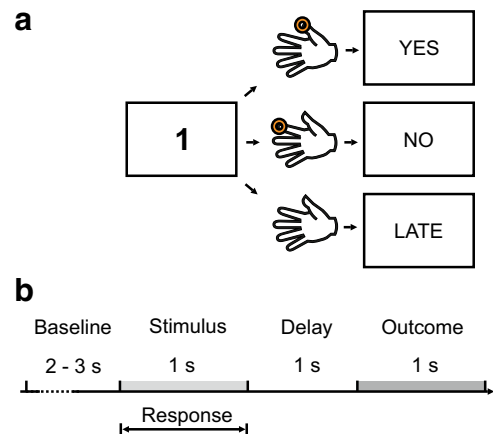 a
YES
1
NO
LATE
b
Baseline Stimulus Delay Outcome
2 - 3 s 1 s 1 s 1 s
Response